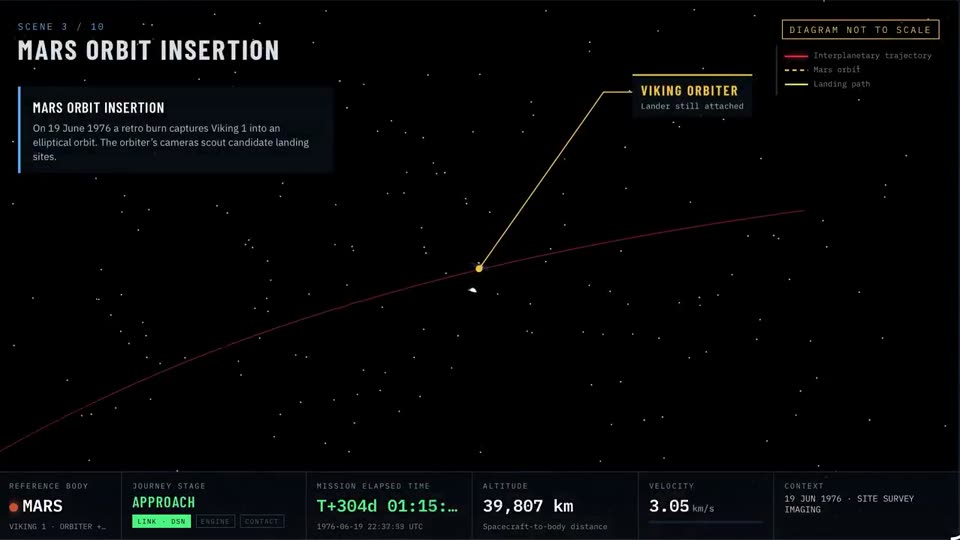 SCENE 3 / 10
MARS ORBIT INSERTION
DIAGRAM NOT TO SCALE
Interplanetary trajectory
Mars orbit
Landing path
MARS ORBIT INSERTION
On 19 June 1976 a retro burn captures Viking 1 into an
elliptical orbit. The orbiter's cameras scout candidate landing
sites.
VIKING ORBITER
Lander still attached
REFERENCE BODY
MARS
VIKING 1 · ORBITER +…
JOURNEY STAGE
APPROACH
LINK · DSN
ENGINE
CONTACT
MISSION ELAPSED TIME
T+304d 01:15:…
1976-06-19 22:37:53 UTC
ALTITUDE
39,807 km
Spacecraft-to-body distance
VELOCITY
3.05 km/s
CONTEXT
19 JUN 1976 · SITE SURVEY
IMAGING